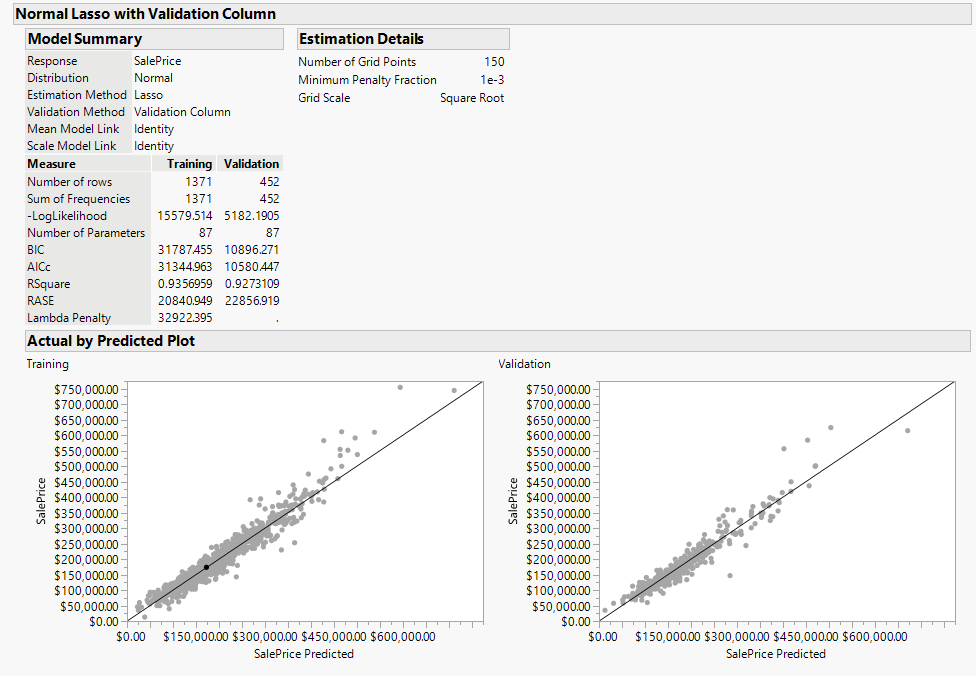 Normal Lasso with Validation Column
Model Summary
Response SalePrice
Distribution Normal
Estimation Method Lasso
Validation Method Validation Column
Mean Model Link Identity
Scale Model Link Identity
Measure Training Validation
Number of rows 1371 452
Sum of Frequencies 1371 452
-LogLikelihood 15579.514 5182.1905
Number of Parameters 87 87
BIC 31787.455 10896.271
AICc 31344.963 10580.447
RSquare 0.9356959 0.9273109
RASE 20840.949 22856.919
Lambda Penalty 32922.395 .
Estimation Details
Number of Grid Points 150
Minimum Penalty Fraction 1e-3
Grid Scale Square Root
Actual by Predicted Plot
Training
SalePrice
$750,000.00
$700,000.00
$650,000.00
$600,000.00
$550,000.00
$500,000.00
$450,000.00
$400,000.00
$350,000.00
$300,000.00
$250,000.00
$200,000.00
$150,000.00
$100,000.00
$50,000.00
$0.00
$0.00 $150,000.00 $300,000.00 $450,000.00 $600,000.00
SalePrice Predicted
Validation
SalePrice
$750,000.00
$700,000.00
$650,000.00
$600,000.00
$550,000.00
$500,000.00
$450,000.00
$400,000.00
$350,000.00
$300,000.00
$250,000.00
$200,000.00
$150,000.00
$100,000.00
$50,000.00
$0.00
$0.00 $150,000.00 $300,000.00 $450,000.00 $600,000.00
SalePrice Predicted